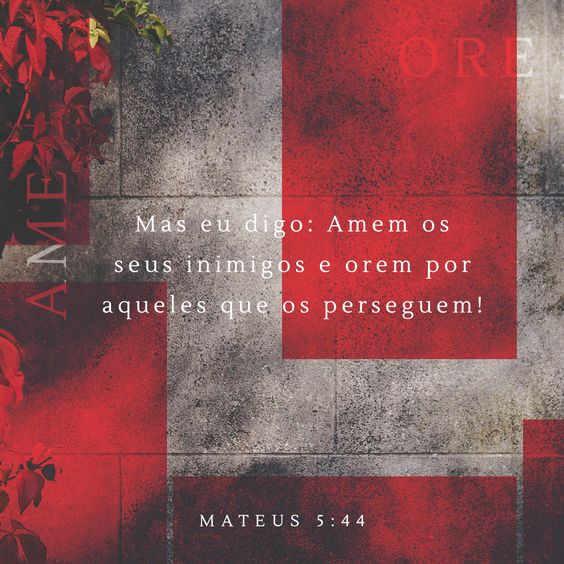 ORE
AME
Mas eu digo: Amem os
seus inimigos e orem por
aqueles que os perseguem!
MATEUS 5:44